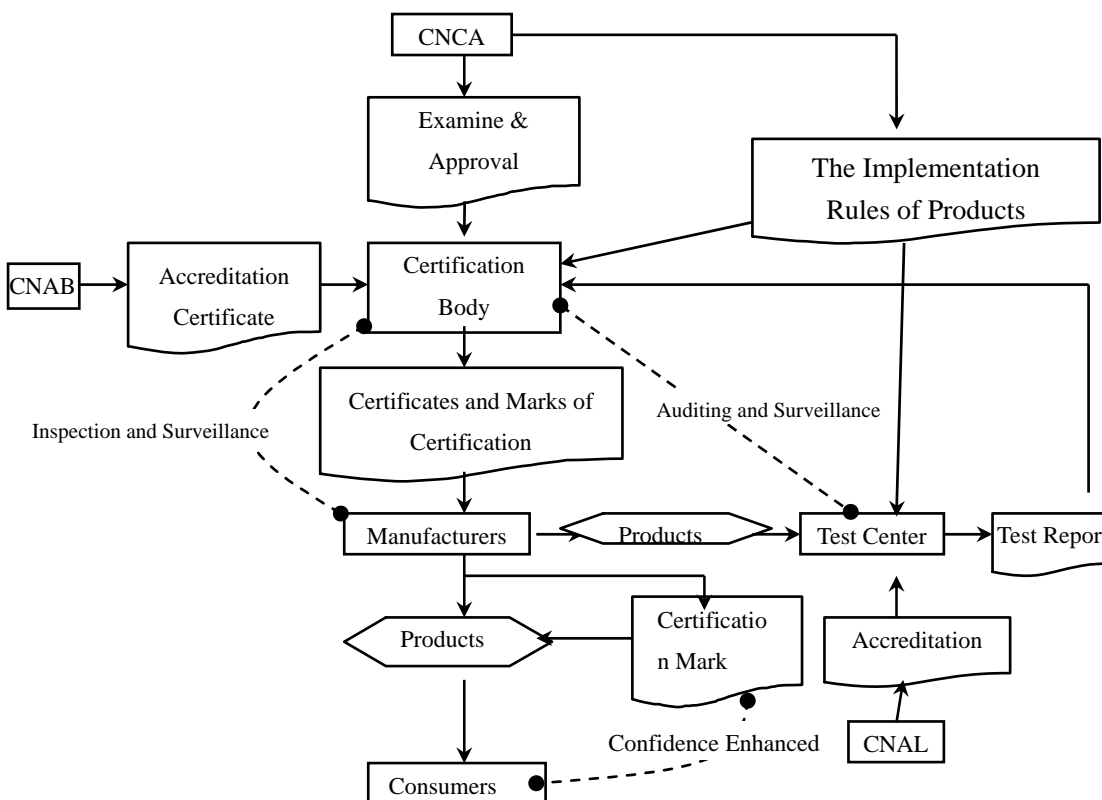 CNCA
Examine &
Approval
The Implementation
Rules of Products
CNAB
Accreditation
Certificate
Certification
Body
Certificates and Marks of
Certification
Auditing and Surveillance
Inspection and Surveillance
Manufacturers
Products
Test Center
Test Repor
Products
Certificatio
n Mark
Accreditation
Confidence Enhanced
CNAL
Consumers